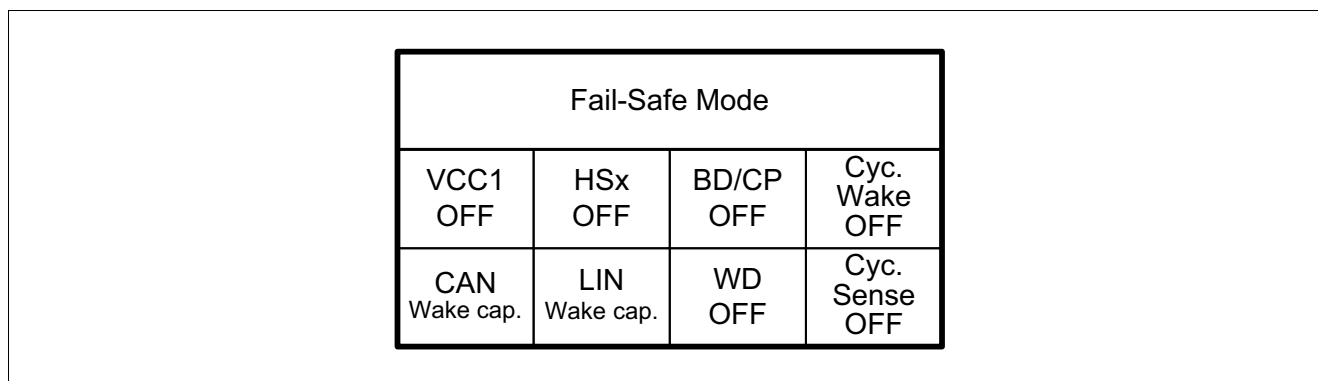 Fail-Safe Mode
VCC1
OFF
HSx
OFF
BD/CP
OFF
Cyc.
Wake
OFF
CAN
Wake cap.
LIN
Wake cap.
WD
OFF
Cyc.
Sense
OFF